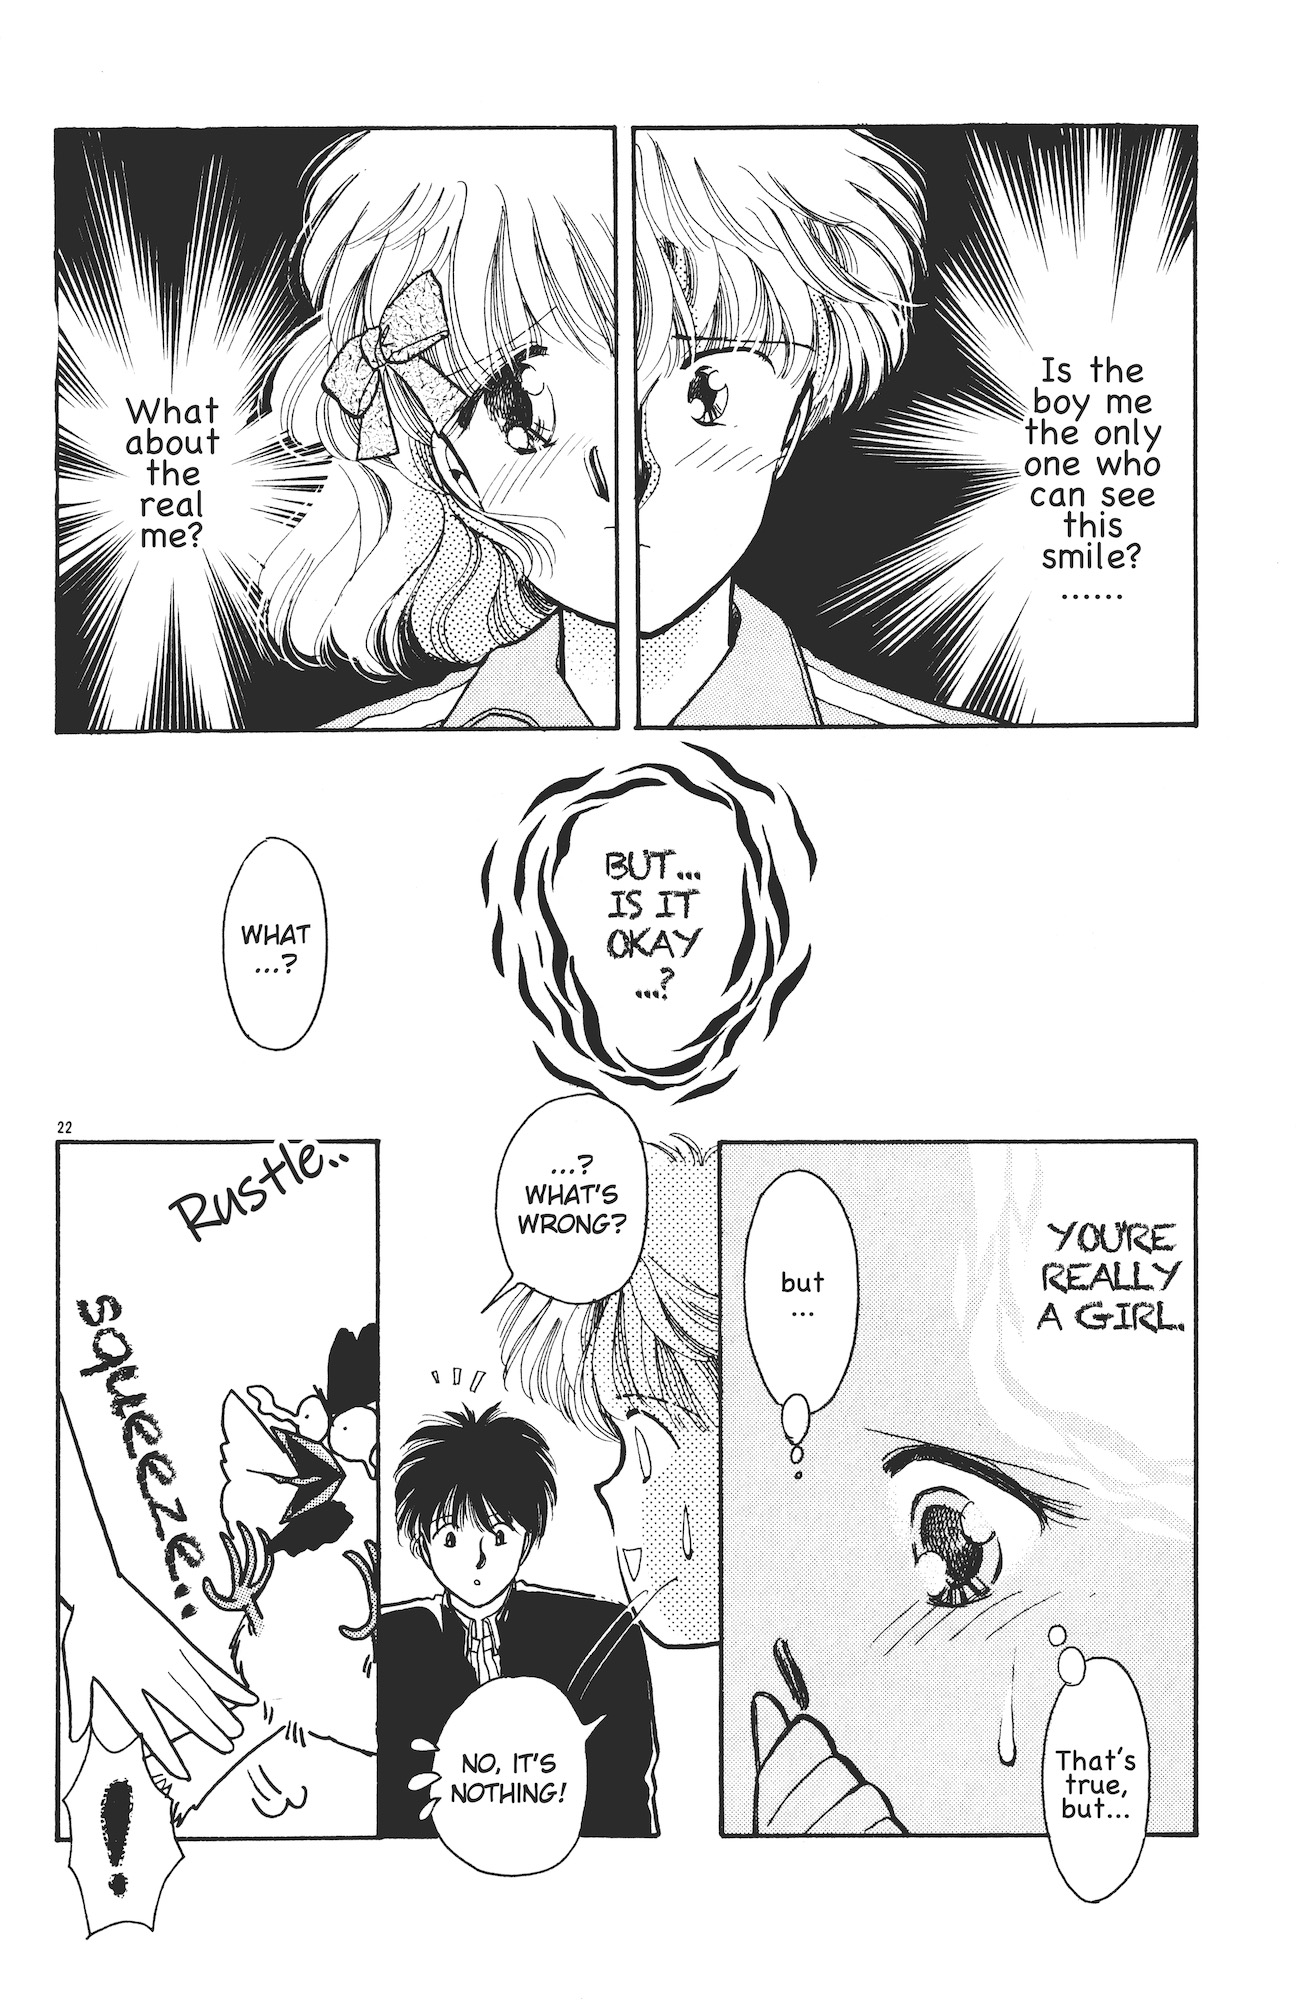 Is the
boy me
the only
one who
can see
this
smile?
......
What
about
the
real
me?
BUT...
IS IT
OKAY
...?
WHAT
...?
22
YOU'RE
REALLY
A GIRL.
but
...
That's
true,
but...
...?
WHAT'S
WRONG?
NO, IT'S
NOTHING!
Rustle..
squeeze..
!